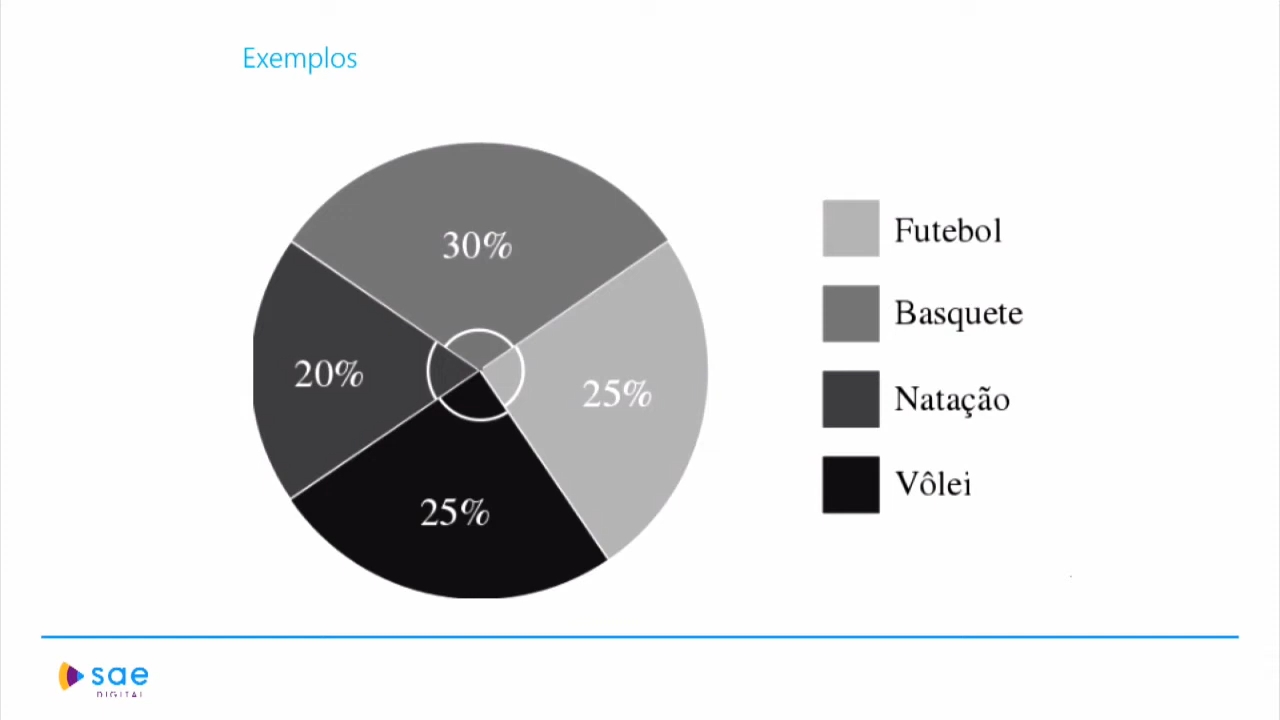 Exemplos
30%
20%
25%
25%
Futebol
Basquete
Natação
Vôlei
sae
DIGITAL